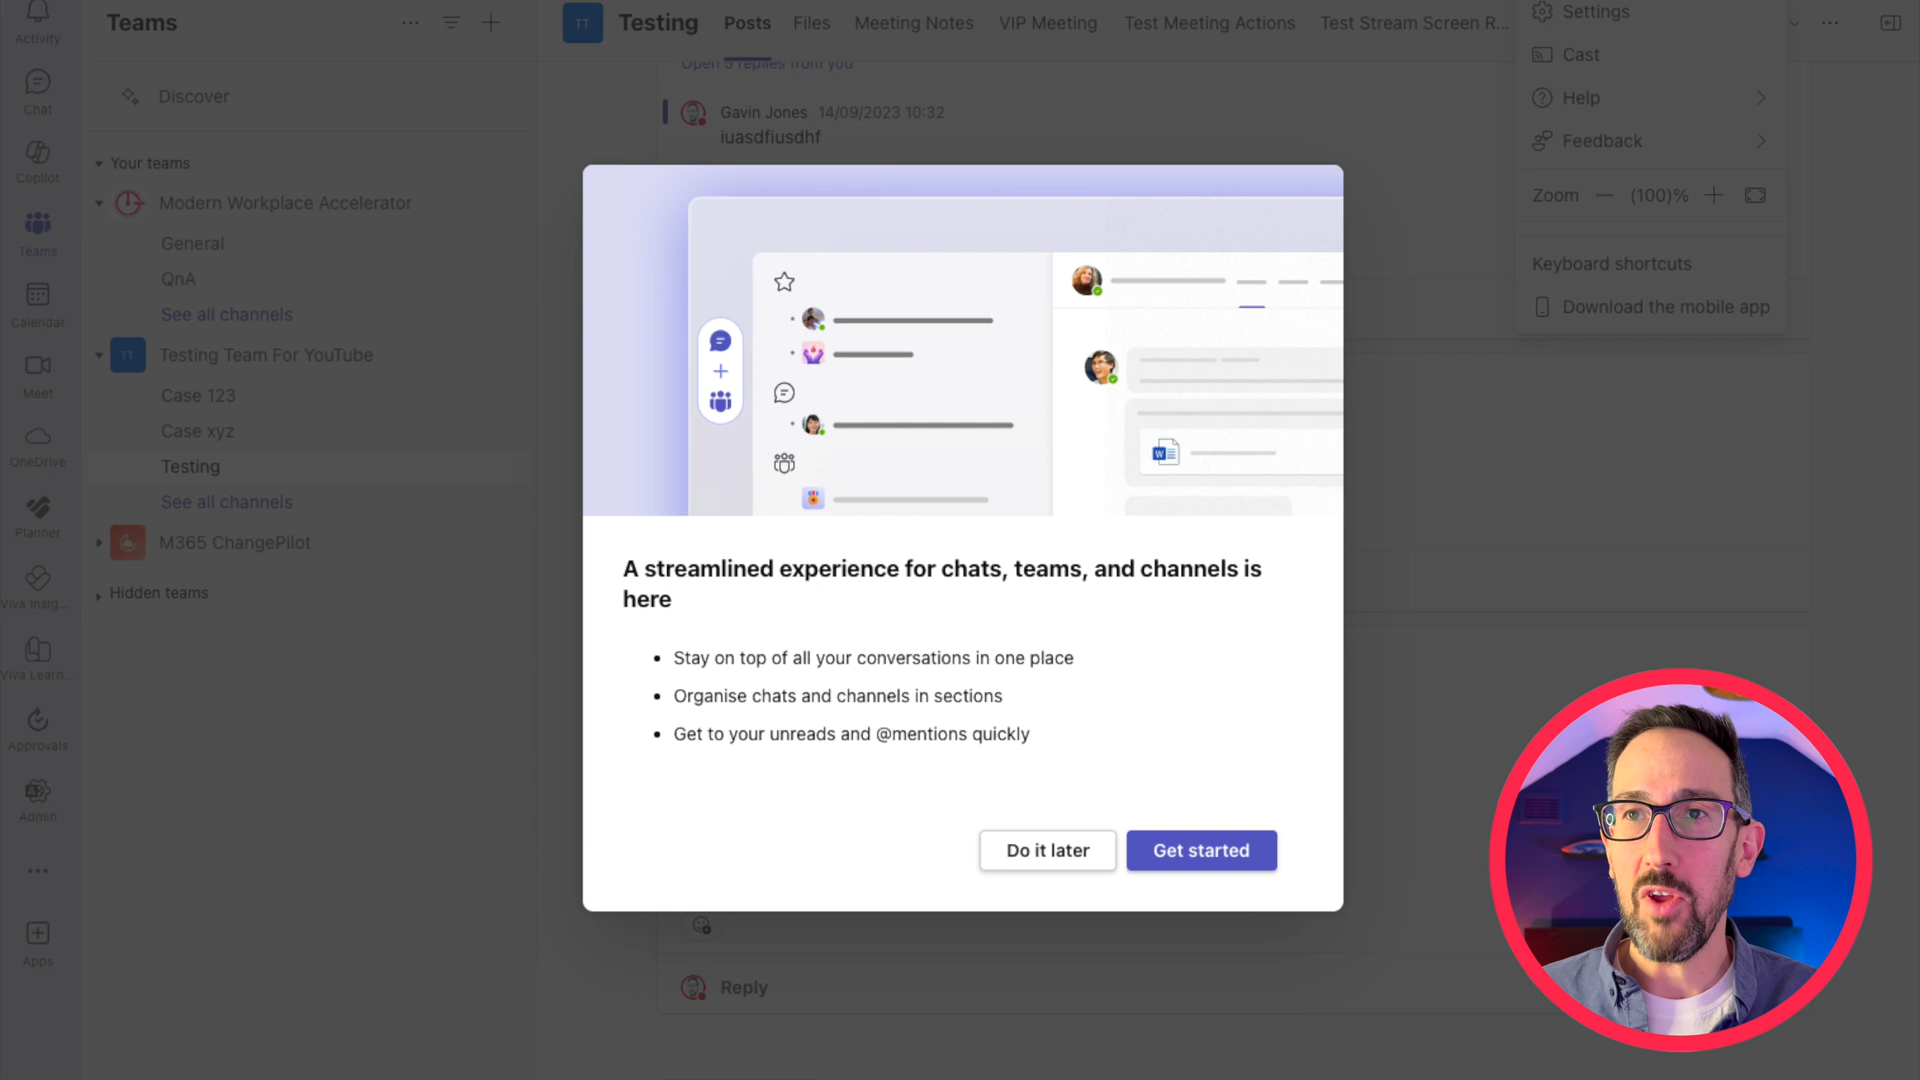 Activity
Chat
Copilot
Teams
Calendar
Meet
OneDrive
Planner
Viva Insig...
Viva Learn...
Approvals
Admin
Apps
Teams
Discover
Your teams
Modern Workplace Accelerator
General
QnA
See all channels
TT Testing Team For YouTube
Case 123
Case xyz
Testing
See all channels
M365 ChangePilot
Hidden teams
TT Testing Posts Files Meeting Notes VIP Meeting Test Meeting Actions Test Stream Screen R...
Open 5 replies from you
Gavin Jones 14/09/2023 10:32
iuasdfiusdhf
Settings
Cast
Help
Feedback
Zoom — (100)% +
Keyboard shortcuts
Download the mobile app
W
A streamlined experience for chats, teams, and channels is
here
• Stay on top of all your conversations in one place
• Organise chats and channels in sections
• Get to your unreads and @mentions quickly
Do it later Get started
Reply